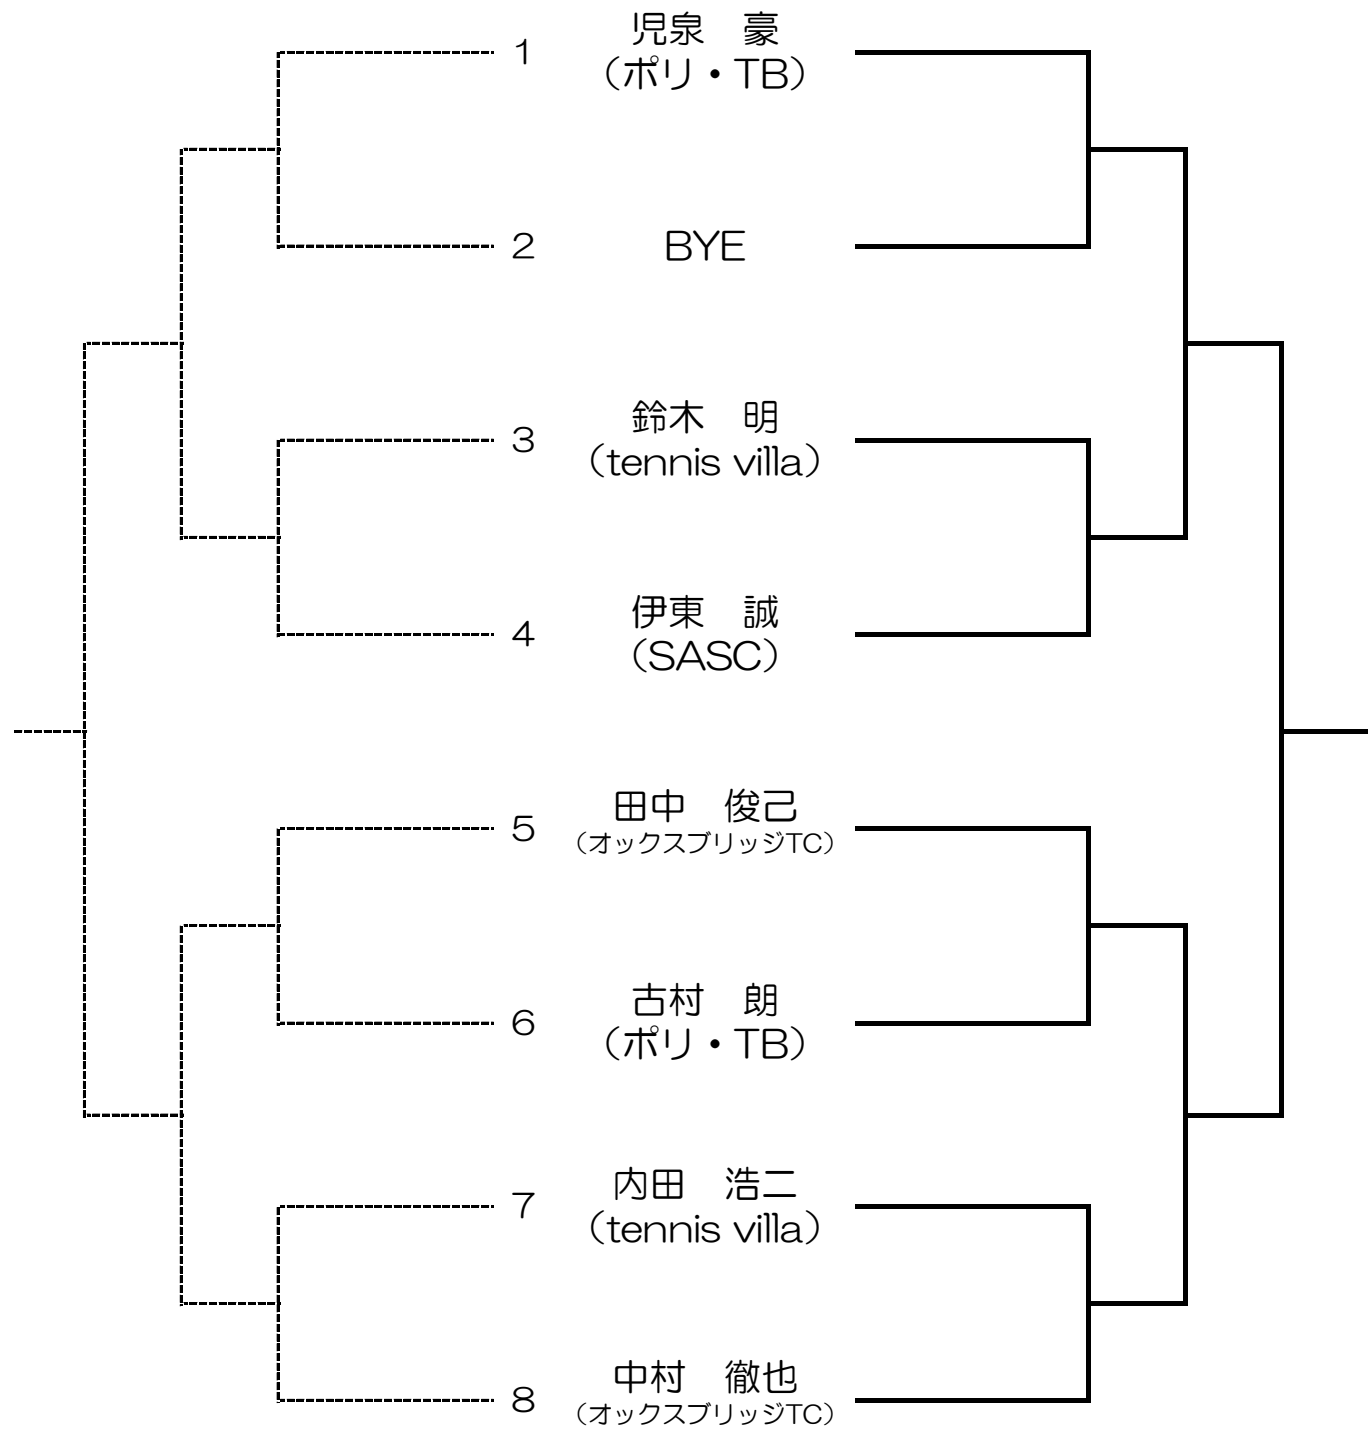 1 児泉　豪
（ポリ・TB）
2 BYE
3 鈴木　明
（tennis villa）
4 伊東　誠
（SASC）
5 田中　俊己
（オックスブリッジTC）
6 古村　朗
（ポリ・TB）
7 内田　浩二
（tennis villa）
8 中村　徹也
（オックスブリッジTC）